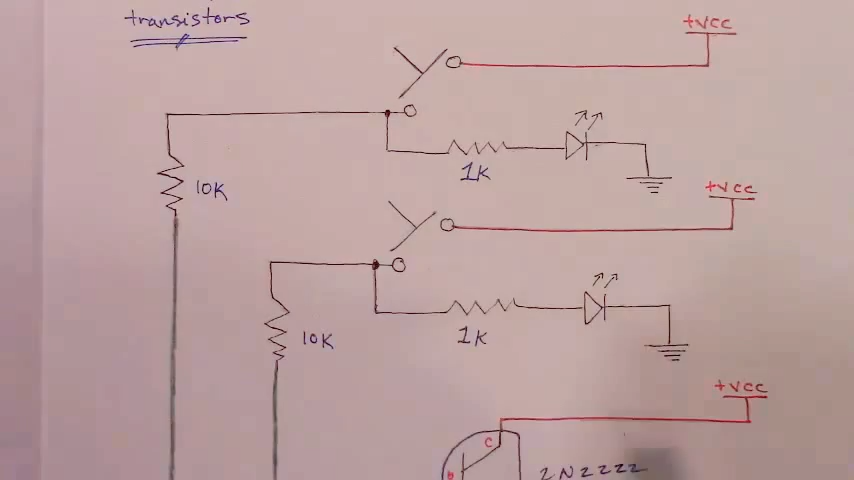 transistors
+VCC
1K
10K
+VCC
1K
10K
+VCC
C
B
2N2222